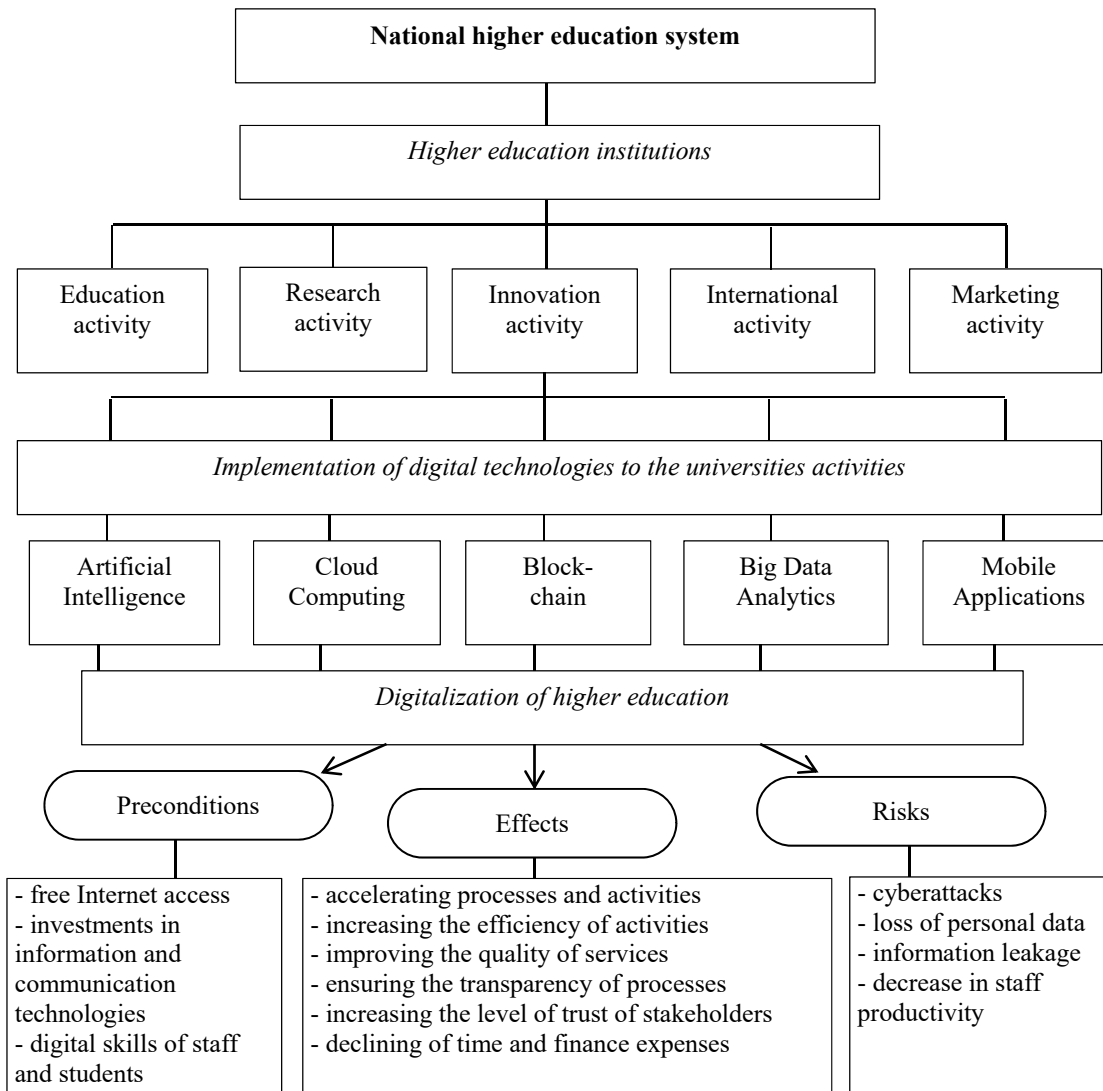 National higher education system
Higher education institutions
Education
activity
Research
activity
Innovation
activity
International
activity
Marketing
activity
Implementation of digital technologies to the universities activities
Artificial
Intelligence
Cloud
Computing
Block-
chain
Big Data
Analytics
Mobile
Applications
Digitalization of higher education
Preconditions
Effects
Risks
- free Internet access
- investments in
information and
communication
technologies
- digital skills of staff
and students
- accelerating processes and activities
- increasing the efficiency of activities
- improving the quality of services
- ensuring the transparency of processes
- increasing the level of trust of stakeholders
- declining of time and finance expenses
- cyberattacks
- loss of personal data
- information leakage
- decrease in staff
productivity